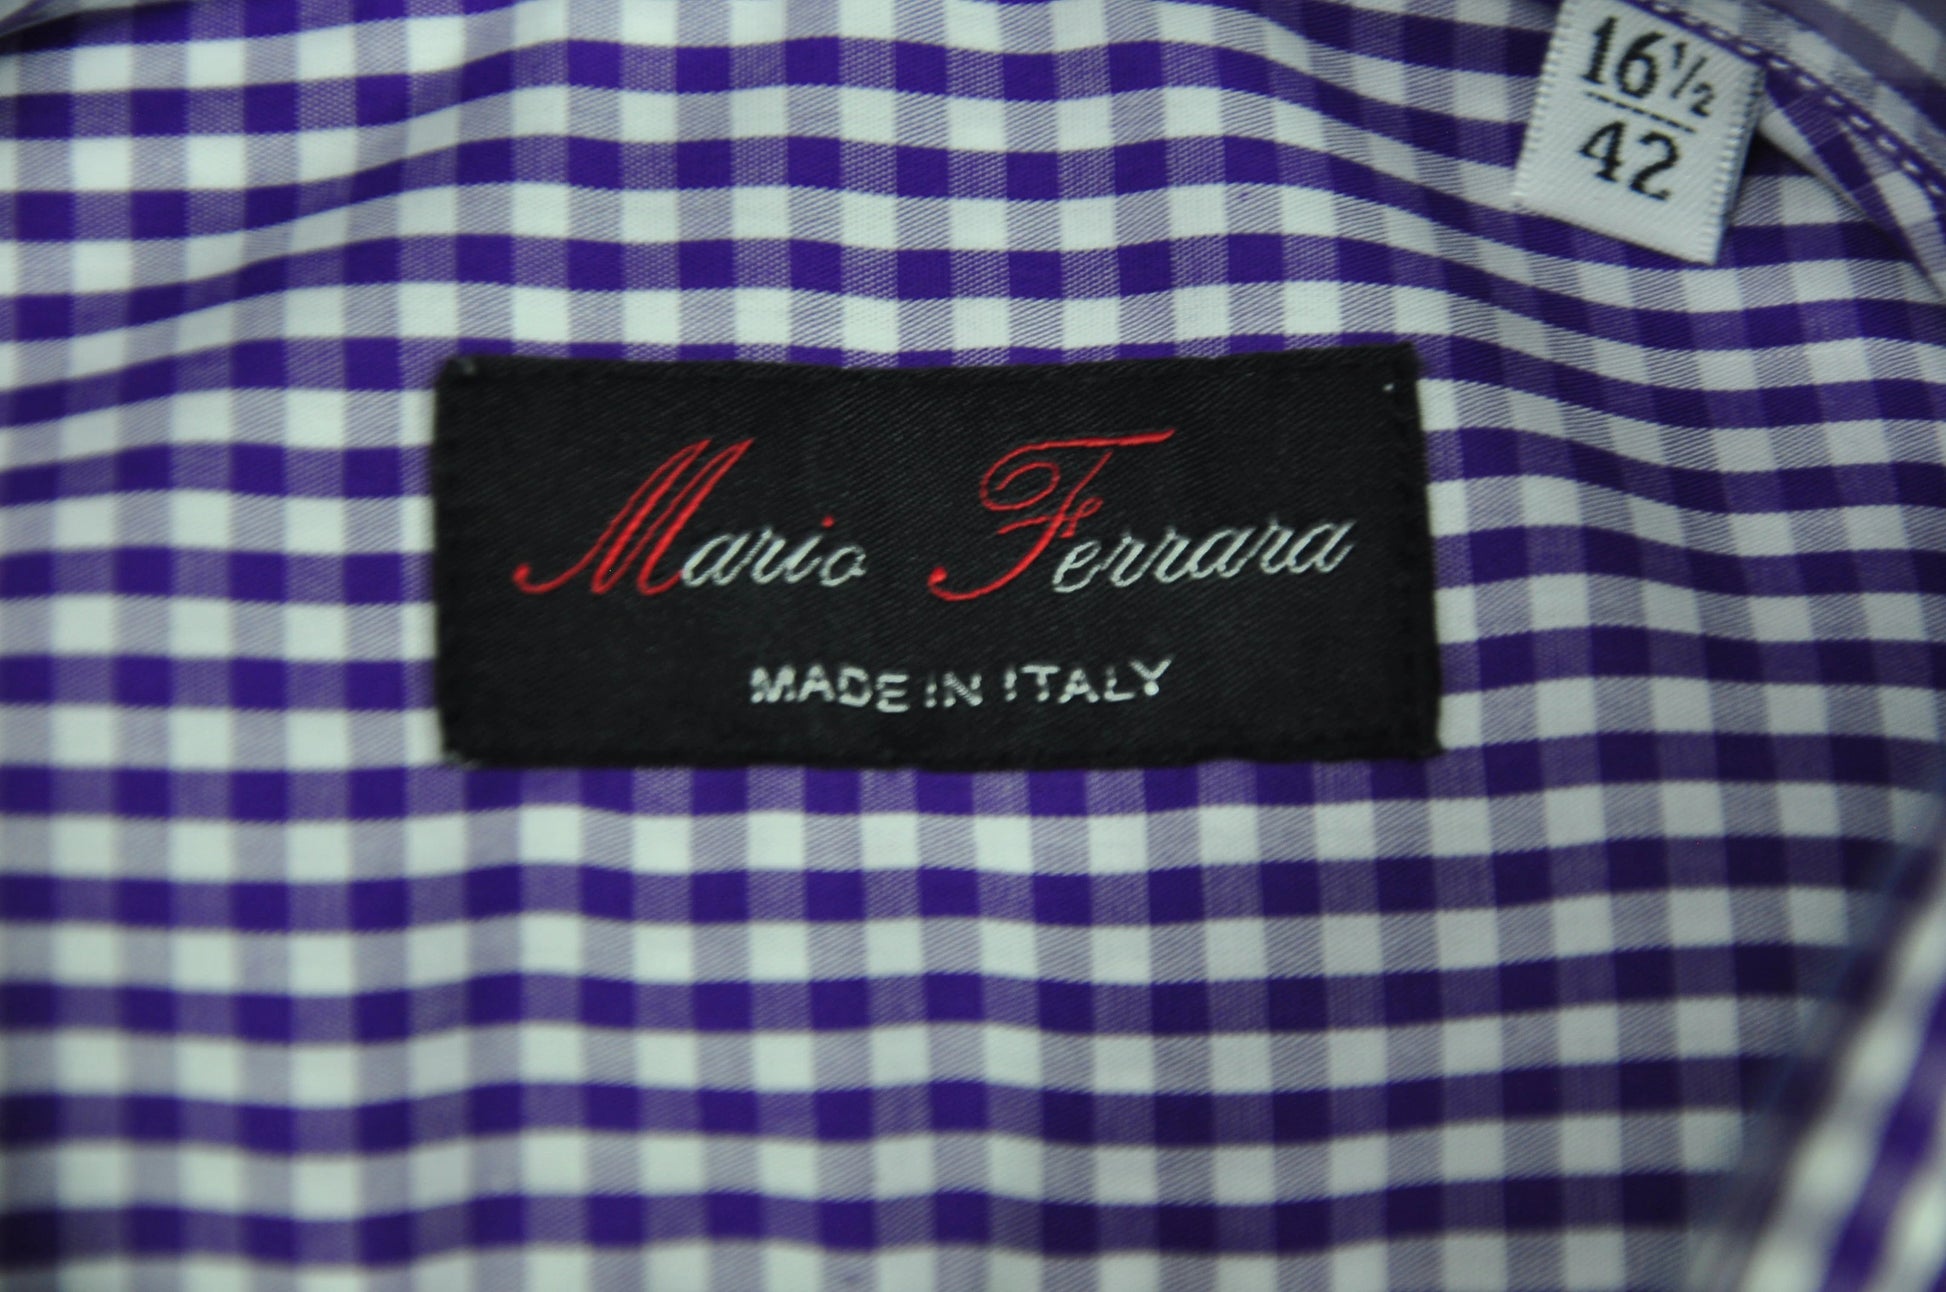 16½
42
Mario Ferrara
MADE IN ITALY